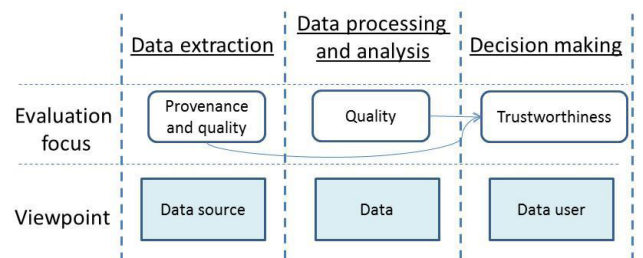 Data extraction
Data processing
and analysis
Decision making
Evaluation
focus
Provenance
and quality
Quality
Trustworthiness
Viewpoint
Data source
Data
Data user